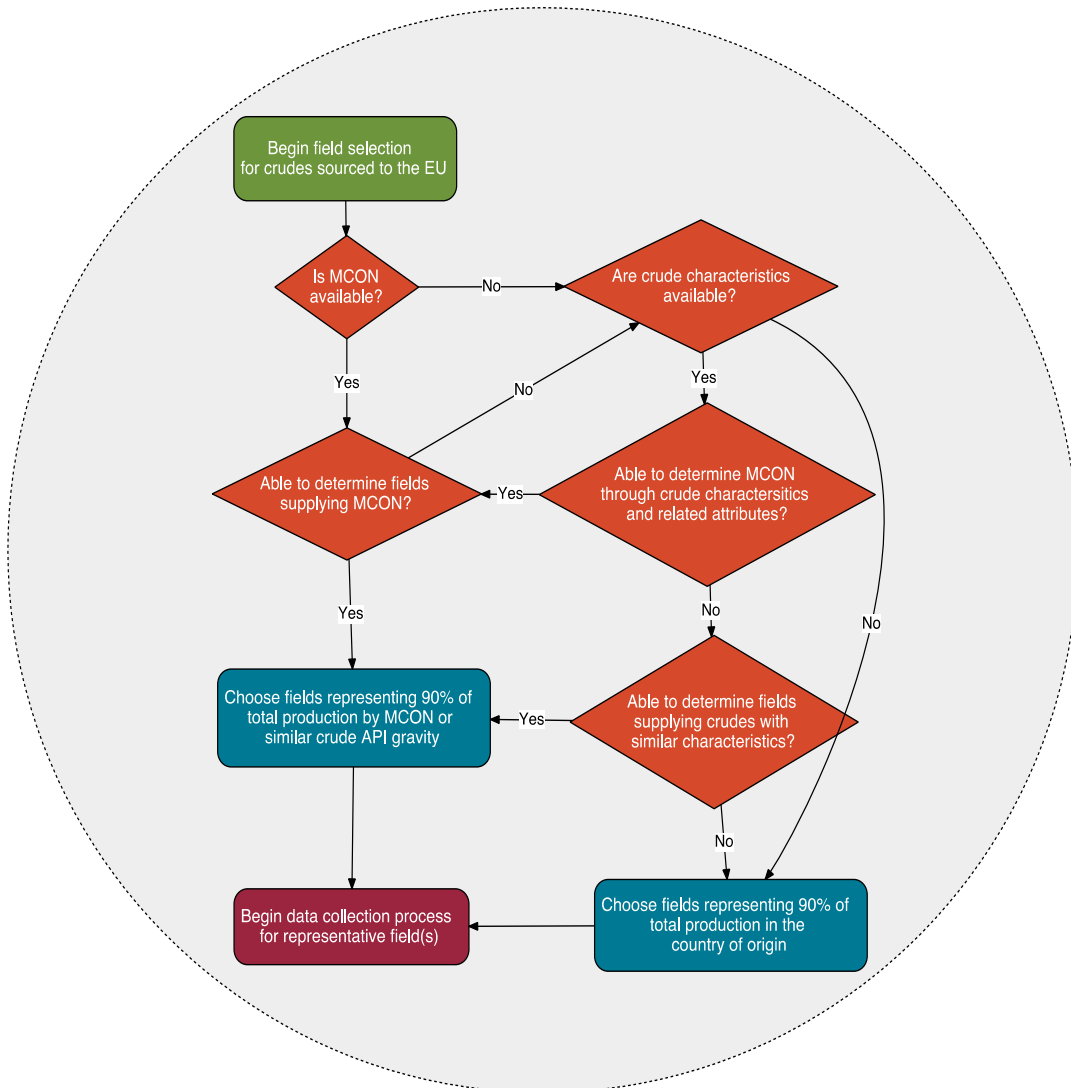 Begin field selection
for crudes sourced to the EU
Is MCON
available?
No
Are crude characteristics
available?
Yes
No
Yes
Able to determine fields
supplying MCON?
Yes
Able to determine MCON
through crude charactersitics
and related attributes?
Yes
No
No
Choose fields representing 90% of
total production by MCON or
similar crude API gravity
Yes
Able to determine fields
supplying crudes with
similar characteristics?
No
Begin data collection process
for representative field(s)
Choose fields representing 90% of
total production in the
country of origin